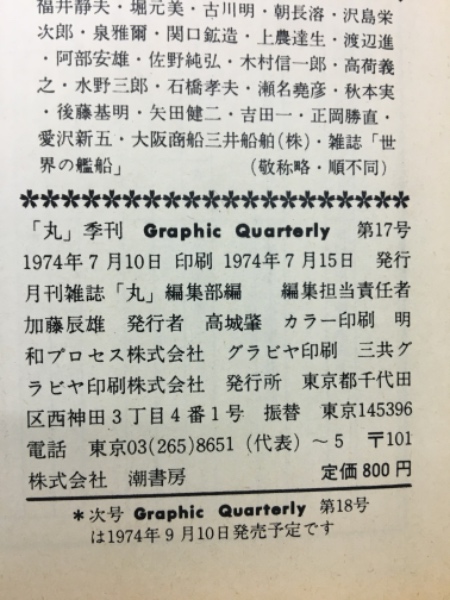 福井静夫・堀元美・古川明・朝長溶・沢島栄
次郎・泉雅爾・関口鉱造・上農達生・渡辺進
・阿部安雄・佐野純弘・木村信一郎・高荷義
之・水野三郎・石橋孝夫・瀬名堯彦・秋本実
・後藤基明・矢田健二・吉田一・正岡勝直・
愛沢新五・大阪商船三井船舶(株)・雑誌「世
界の艦船」 (敬称略・順不同)
************************
「丸」季刊 Graphic Quarterly 第17号
1974年7月10日 印刷 1974年7月15日 発行
月刊雑誌「丸」編集部編 編集担当責任者
加藤辰雄 発行者 高城肇 カラー印刷 明
和プロセス株式会社 グラビヤ印刷 三共グ
ラビヤ印刷株式会社 発行所 東京都千代田
区西神田3丁目4番1号 振替 東京145396
電話 東京03(265)8651(代表)~5 〒101
株式会社 潮書房 定価800円
*次号 Graphic Quarterly 第18号
は1974年9月10日発売予定です